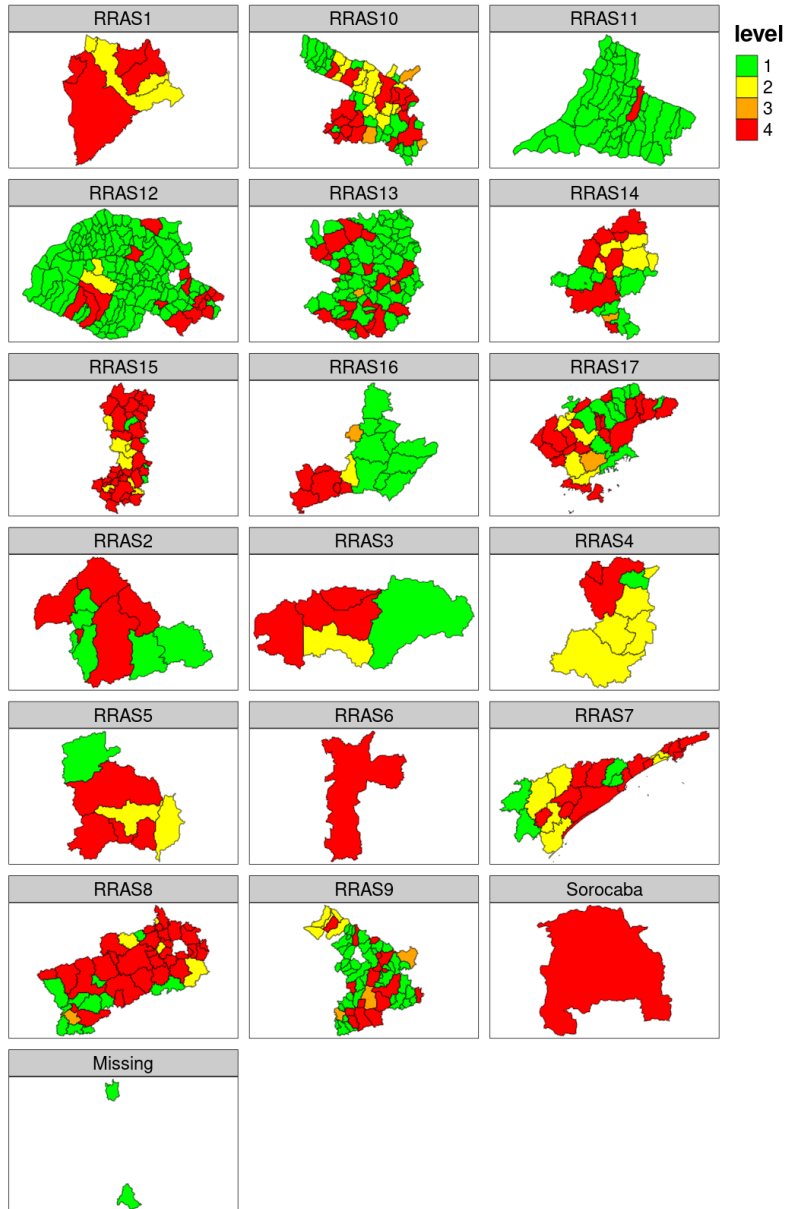 RRAS1 RRAS10 RRAS11
level
1
2
3
4
RRAS12 RRAS13 RRAS14
RRAS15 RRAS16 RRAS17
RRAS2 RRAS3 RRAS4
RRAS5 RRAS6 RRAS7
RRAS8 RRAS9 Sorocaba
Missing